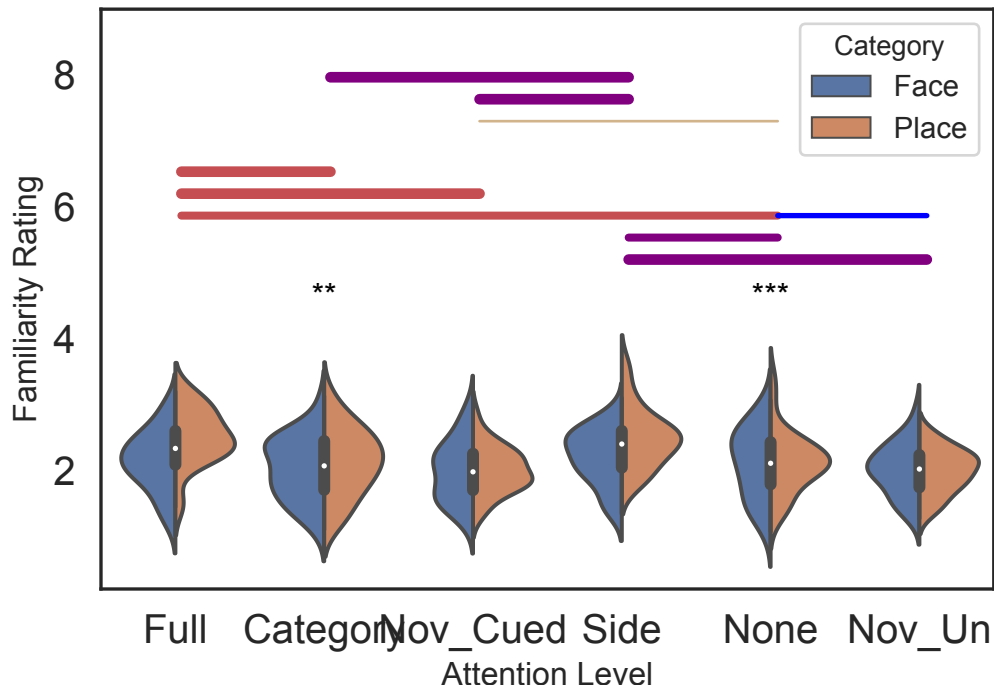 Category
Face
Place
8
6
4
2
Familiarity Rating
**
***
Full
Category
Nov_Cued
Side
None
Nov_Un
Attention Level